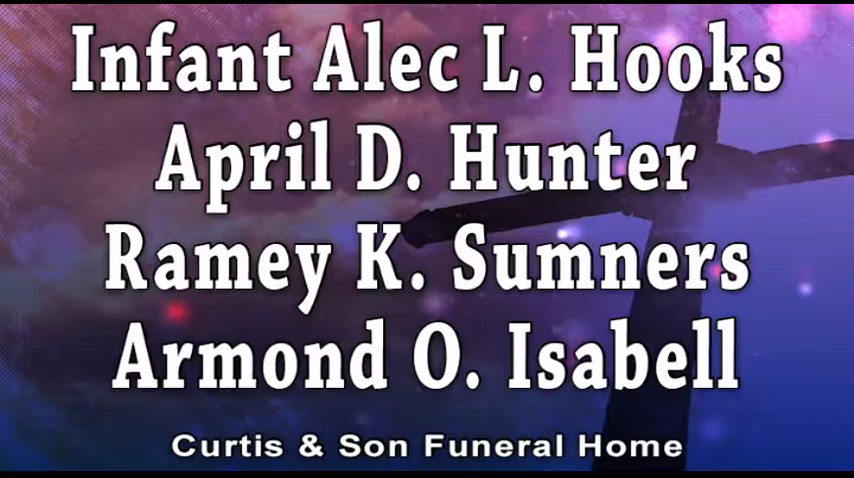 Infant Alec L. Hooks
April D. Hunter
Ramey K. Sumners
Armond O. Isabell
Curtis & Son Funeral Home